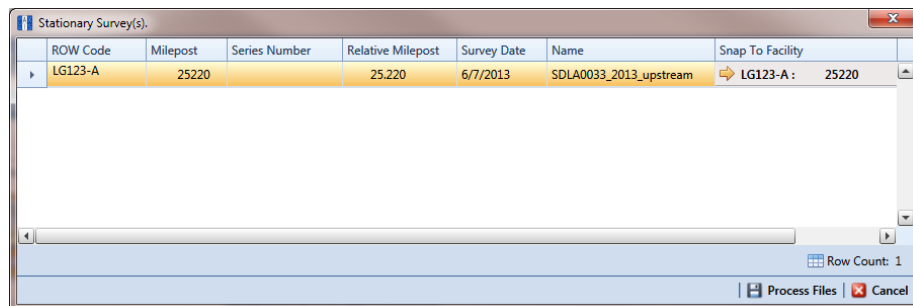 Stationary Survey(s).
ROW Code Milepost Series Number Relative Milepost Survey Date Name Snap To Facility
LG123-A 25220 25.220 6/7/2013 SDLA0033_2013_upstream LG123-A : 25220
Row Count: 1
Process Files Cancel